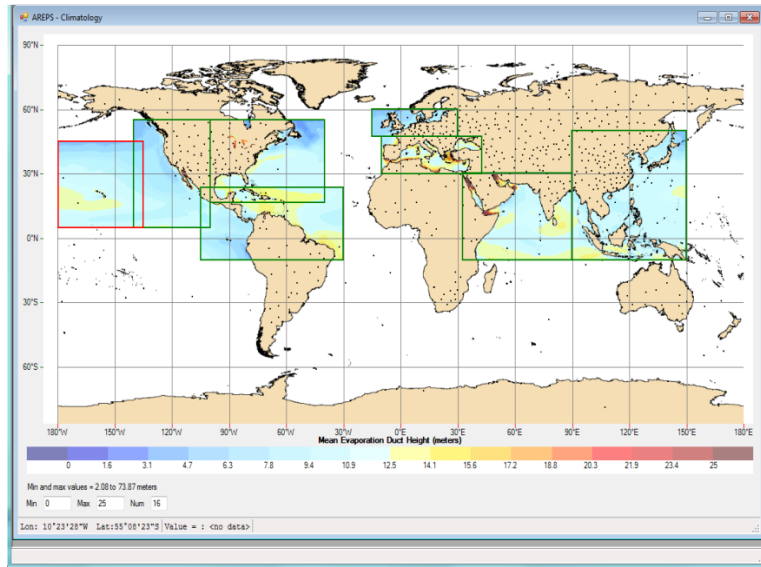 AREPS - Climatology
90°N
60°N
30°N
0°N
30°S
60°S
180°W 150°W 120°W 90°W 60°W 30°W 0°E 30°E 60°E 90°E 120°E 150°E 180°E
Mean Evaporation Duct Height (meters)
0 1.6 3.1 4.7 6.3 7.8 9.4 10.9 12.5 14.1 15.6 17.2 18.8 20.3 21.9 23.4 25
Min and max values = 2.08 to 73.87 meters
Min 0 Max 25 Num 16
Lon: 10°23'28"W Lat:55°08'23"S Value = : <no data>